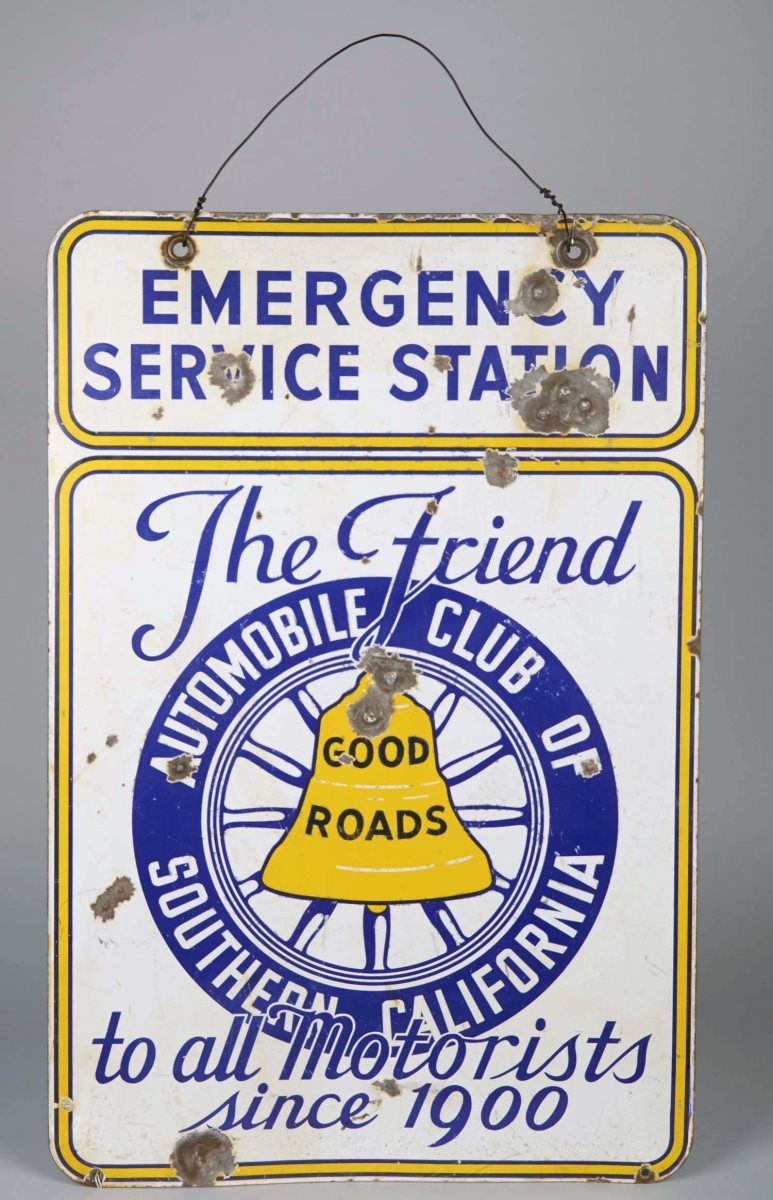 EMERGENCY
SERVICE STATION
The Friend
AUTOMOBILE CLUB OF
SOUTHERN CALIFORNIA
GOOD
ROADS
to all Motorists
since 1900